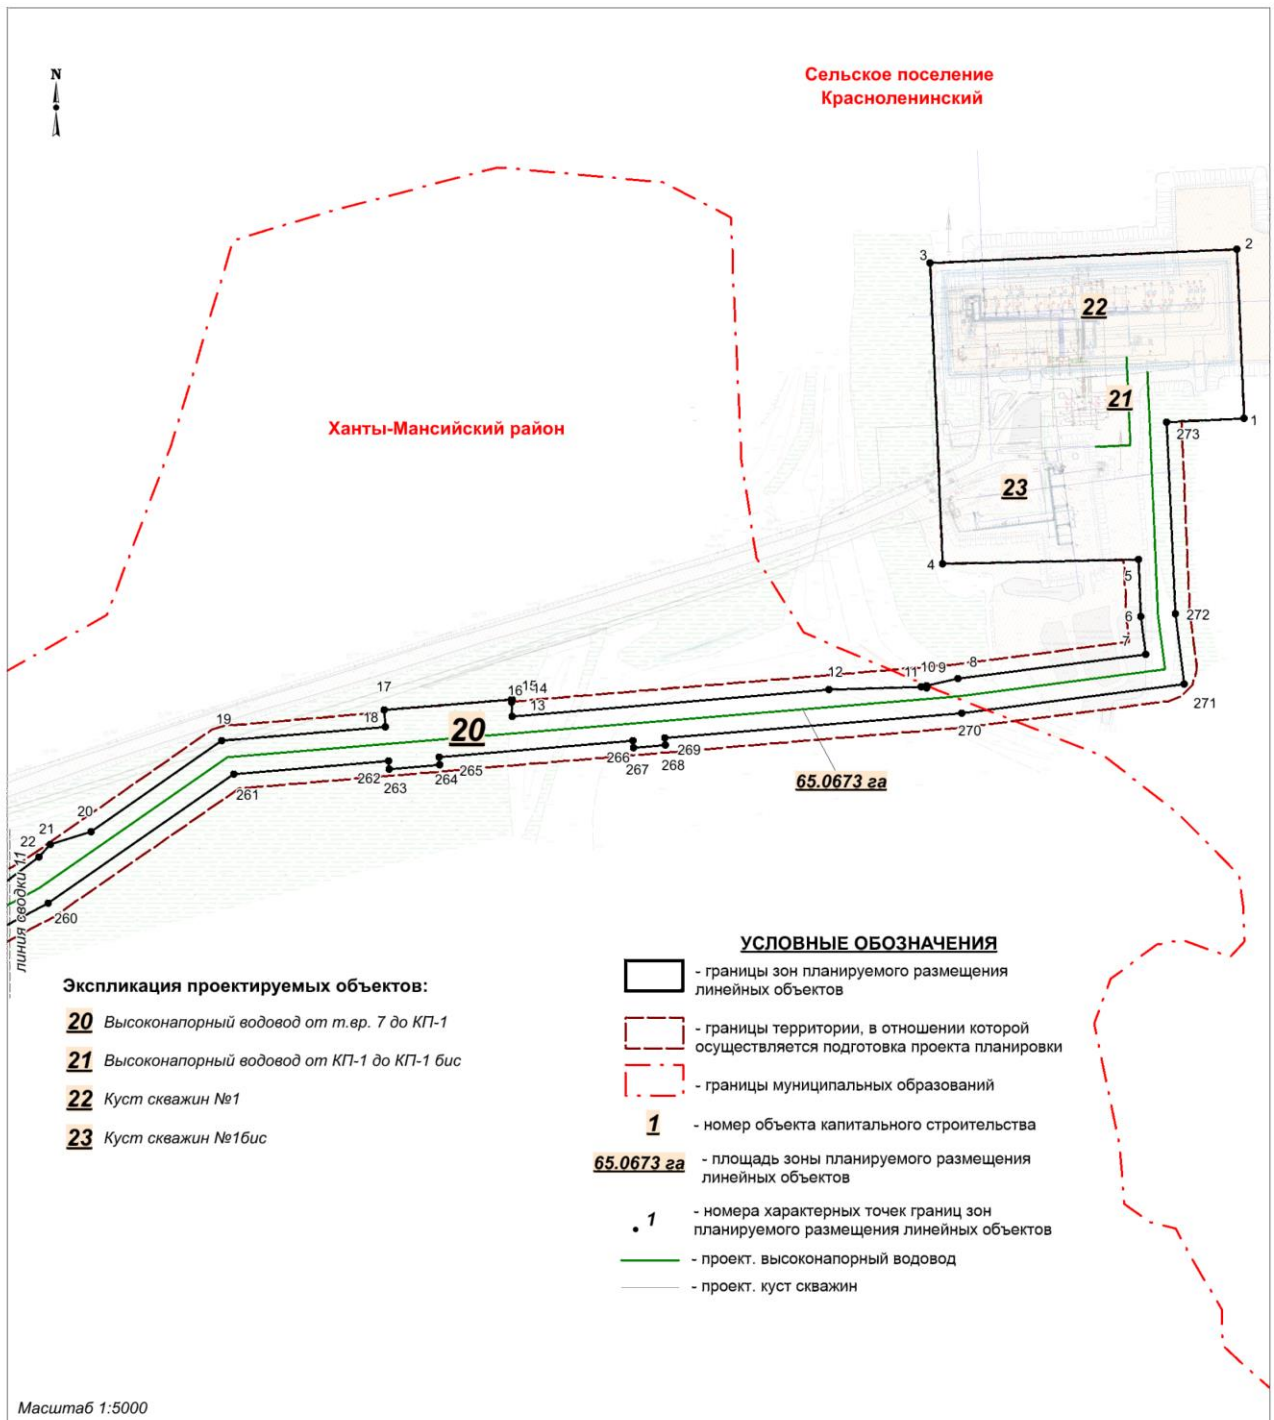 N
Сельское поселение
Красноленинский
Ханты-Мансийский район
3
2
22
21
1
273
23
4
5
6
272
7
8
9
10
11
12
271
270
17
15
14
16
13
18
19
20
269
268
266
267
265
264
262
263
261
65.0673 га
20
21
22
260
линия сводки 11
УСЛОВНЫЕ ОБОЗНАЧЕНИЯ
- границы зон планируемого размещения
линейных объектов
- границы территории, в отношении которой
осуществляется подготовка проекта планировки
- границы муниципальных образований
1 - номер объекта капитального строительства
65.0673 га - площадь зоны планируемого размещения
линейных объектов
1 - номера характерных точек границ зон
планируемого размещения линейных объектов
- проект. высоконапорный водовод
- проект. куст скважин
Экспликация проектируемых объектов:
20 Высоконапорный водовод от т.вр. 7 до КП-1
21 Высоконапорный водовод от КП-1 до КП-1 бис
22 Куст скважин №1
23 Куст скважин №1бис
Масштаб 1:5000